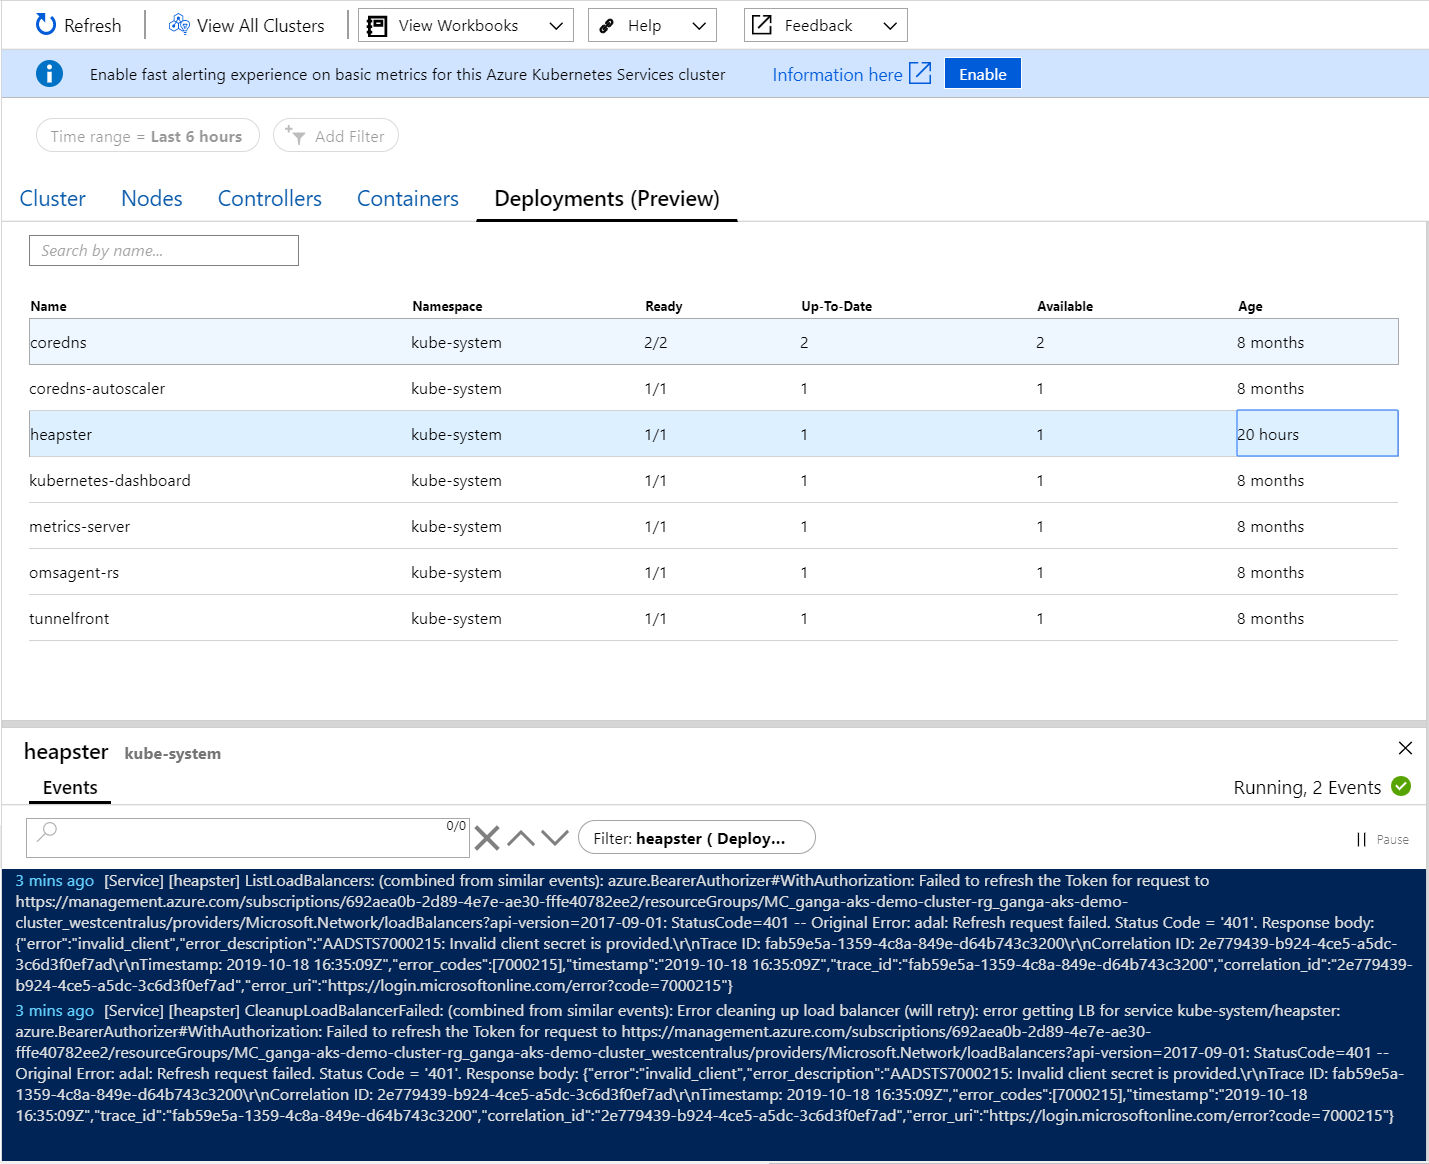 Refresh View All Clusters View Workbooks Help Feedback
Enable fast alerting experience on basic metrics for this Azure Kubernetes Services cluster Information here Enable
Time range = Last 6 hours Add Filter
Cluster Nodes Controllers Containers Deployments (Preview)
Search by name...
Name Namespace Ready Up-To-Date Available Age
coredns kube-system 2/2 2 2 8 months
coredns-autoscaler kube-system 1/1 1 1 8 months
heapster kube-system 1/1 1 1 20 hours
kubernetes-dashboard kube-system 1/1 1 1 8 months
metrics-server kube-system 1/1 1 1 8 months
omsagent-rs kube-system 1/1 1 1 8 months
tunnelfront kube-system 1/1 1 1 8 months
heapster kube-system
Events Running, 2 Events
0/0 Filter: heapster ( Deploy... Pause
3 mins ago [Service] [heapster] ListLoadBalancers: (combined from similar events): azure.BearerAuthorizer#WithAuthorization: Failed to refresh the Token for request to
https://management.azure.com/subscriptions/692aea0b-2d89-4e7e-ae30-fffe40782ee2/resourceGroups/MC_ganga-aks-demo-cluster-rg_ganga-aks-demo-
cluster_westcentralus/providers/Microsoft.Network/loadBalancers?api-version=2017-09-01: StatusCode=401 -- Original Error: adal: Refresh request failed. Status Code = '401'. Response body:
{"error":"invalid_client","error_description":"AADSTS7000215: Invalid client secret is provided.\r\nTrace ID: fab59e5a-1359-4c8a-849e-d64b743c3200\r\nCorrelation ID: 2e779439-b924-4ce5-a5dc-
3c6d3f0ef7ad\r\nTimestamp: 2019-10-18 16:35:09Z","error_codes":[7000215],"timestamp":"2019-10-18 16:35:09Z","trace_id":"fab59e5a-1359-4c8a-849e-d64b743c3200","correlation_id":"2e779439-
b924-4ce5-a5dc-3c6d3f0ef7ad","error_uri":"https://login.microsoftonline.com/error?code=7000215"}
3 mins ago [Service] [heapster] CleanupLoadBalancerFailed: (combined from similar events): Error cleaning up load balancer (will retry): error getting LB for service kube-system/heapster:
azure.BearerAuthorizer#WithAuthorization: Failed to refresh the Token for request to https://management.azure.com/subscriptions/692aea0b-2d89-4e7e-ae30-
fffe40782ee2/resourceGroups/MC_ganga-aks-demo-cluster-rg_ganga-aks-demo-cluster_westcentralus/providers/Microsoft.Network/loadBalancers?api-version=2017-09-01: StatusCode=401 --
Original Error: adal: Refresh request failed. Status Code = '401'. Response body: {"error":"invalid_client","error_description":"AADSTS7000215: Invalid client secret is provided.\r\nTrace ID: fab59e5a-
1359-4c8a-849e-d64b743c3200\r\nCorrelation ID: 2e779439-b924-4ce5-a5dc-3c6d3f0ef7ad\r\nTimestamp: 2019-10-18 16:35:09Z","error_codes":[7000215],"timestamp":"2019-10-18
16:35:09Z","trace_id":"fab59e5a-1359-4c8a-849e-d64b743c3200","correlation_id":"2e779439-b924-4ce5-a5dc-3c6d3f0ef7ad","error_uri":"https://login.microsoftonline.com/error?code=7000215"}